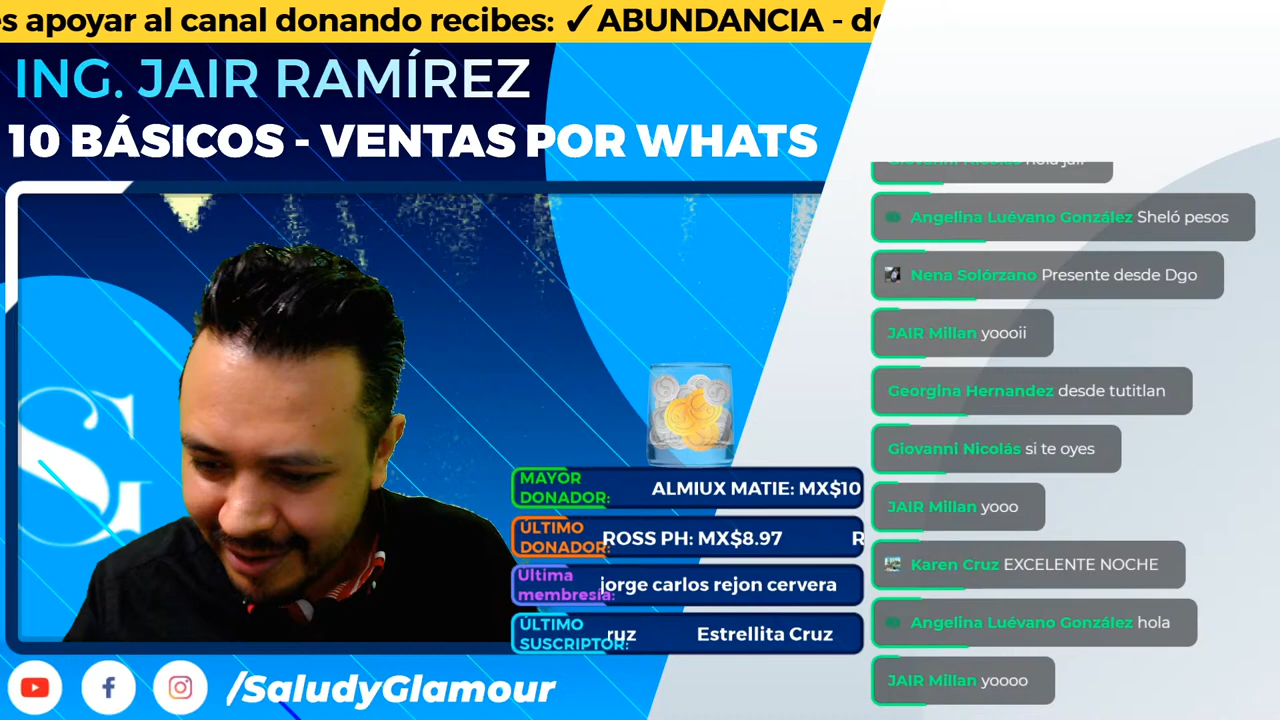 s apoyar al canal donando recibes: ✓ABUNDANCIA - d
ING. JAIR RAMÍREZ
10 BÁSICOS - VENTAS POR WHATS
S
MAYOR DONADOR: ALMIUX MATIE: MX$10
ÚLTIMO DONADOR: ROSS PH: MX$8.97 R
Última membresía: jorge carlos rejon cervera
ÚLTIMO SUSCRIPTOR: ruz Estrellita Cruz
/SaludyGlamour
Angelina Luévano González Sheló pesos
Nena Solórzano Presente desde Dgo
JAIR Millan yoooii
Georgina Hernandez desde tutitlan
Giovanni Nicolás si te oyes
JAIR Millan yooo
Karen Cruz EXCELENTE NOCHE
Angelina Luévano González hola
JAIR Millan yoooo